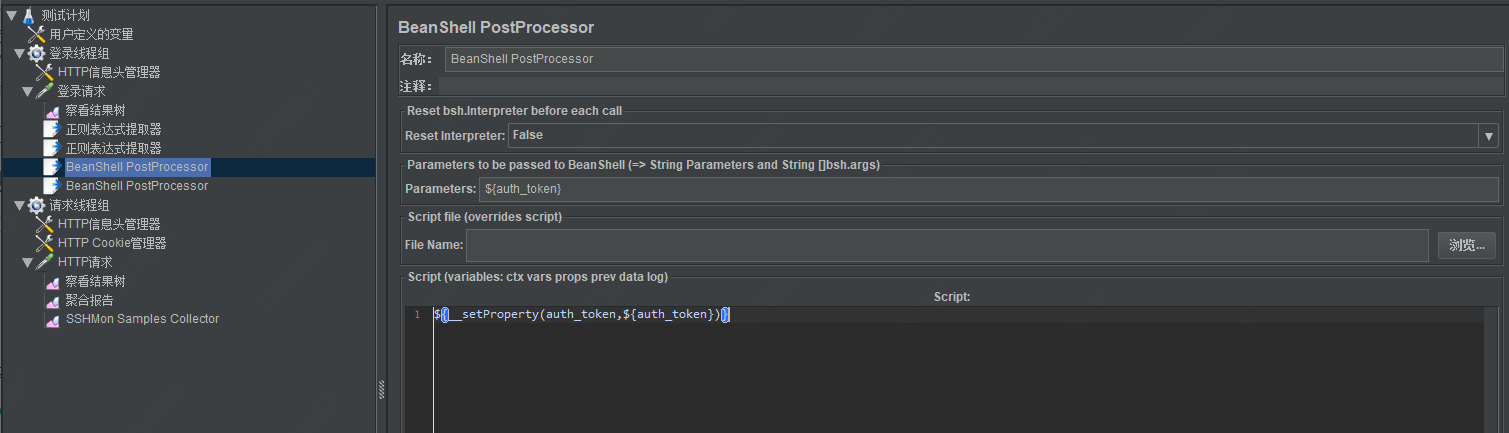 测试计划
用户定义的变量
登录线程组
HTTP信息头管理器
登录请求
察看结果树
正则表达式提取器
正则表达式提取器
BeanShell PostProcessor
BeanShell PostProcessor
请求线程组
HTTP信息头管理器
HTTP Cookie管理器
HTTP请求
察看结果树
聚合报告
SSHMon Samples Collector
BeanShell PostProcessor
名称： BeanShell PostProcessor
注释：
Reset bsh.Interpreter before each call
Reset Interpreter: False
Parameters to be passed to BeanShell (=> String Parameters and String []bsh.args)
Parameters: ${auth_token}
Script file (overrides script)
File Name: 浏览...
Script (variables: ctx vars props prev data log)
Script:
1 ${__setProperty(auth_token,${auth_token})}